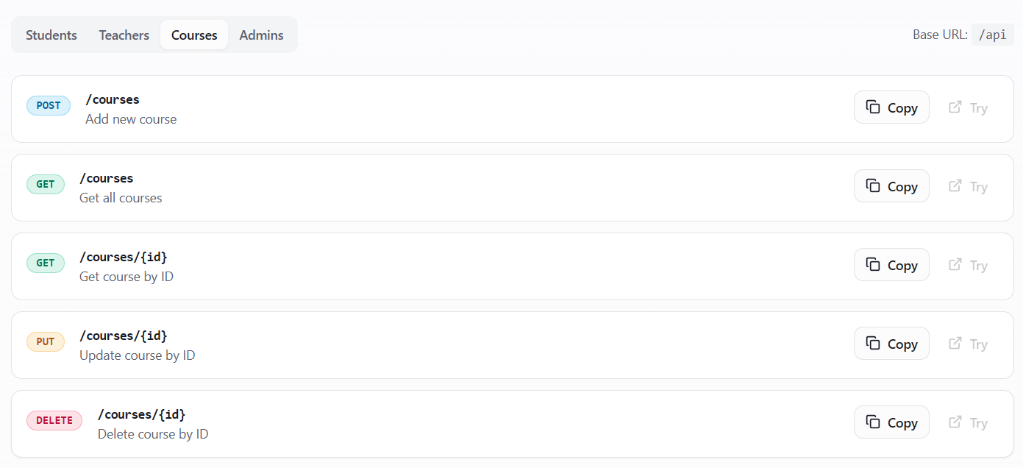 Students Teachers Courses Admins Base URL: /api
POST /courses Copy Try
Add new course
GET /courses Copy Try
Get all courses
GET /courses/{id} Copy Try
Get course by ID
PUT /courses/{id} Copy Try
Update course by ID
DELETE /courses/{id} Copy Try
Delete course by ID